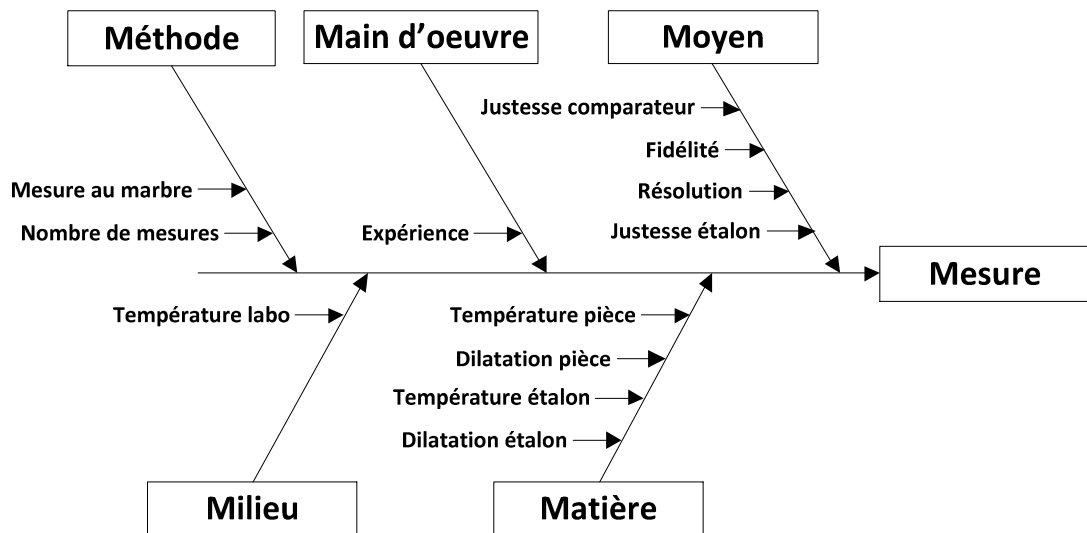 Méthode
Main d’oeuvre
Moyen
Justesse comparateur
Fidélité
Mesure au marbre
Résolution
Nombre de mesures
Expérience
Justesse étalon
Mesure
Température labo
Température pièce
Dilatation pièce
Température étalon
Dilatation étalon
Milieu
Matière